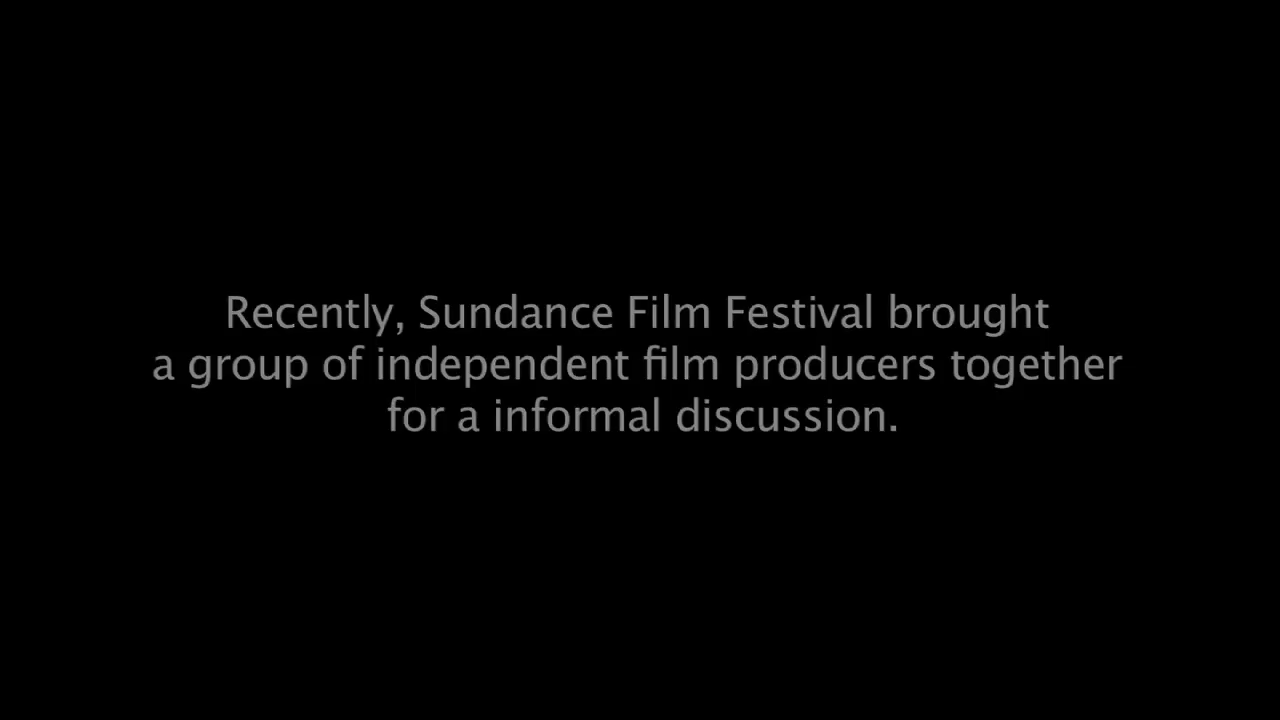 Recently, Sundance Film Festival brought
a group of independent film producers together
for a informal discussion.